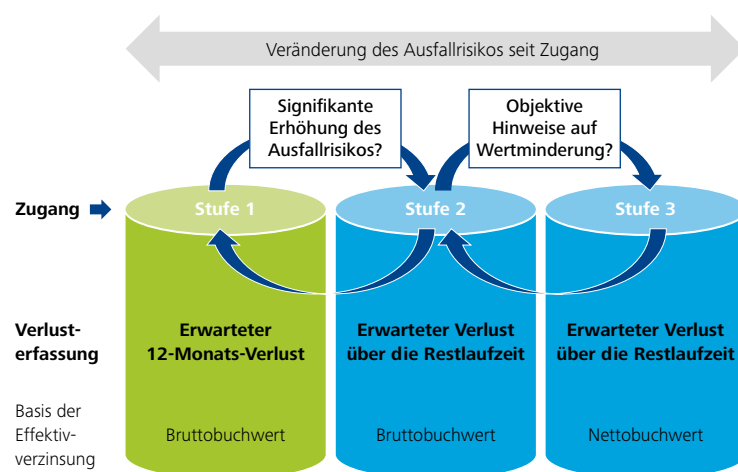 Veränderung des Ausfallrisikos seit Zugang
Signifikante
Erhöhung des
Ausfallrisikos?
Objektive
Hinweise auf
Wertminderung?
Zugang
Stufe 1
Stufe 2
Stufe 3
Verlust-
erfassung
Erwarteter
12-Monats-Verlust
Erwarteter Verlust
über die Restlaufzeit
Erwarteter Verlust
über die Restlaufzeit
Basis der
Effektiv-
verzinsung
Bruttobuchwert
Bruttobuchwert
Nettobuchwert